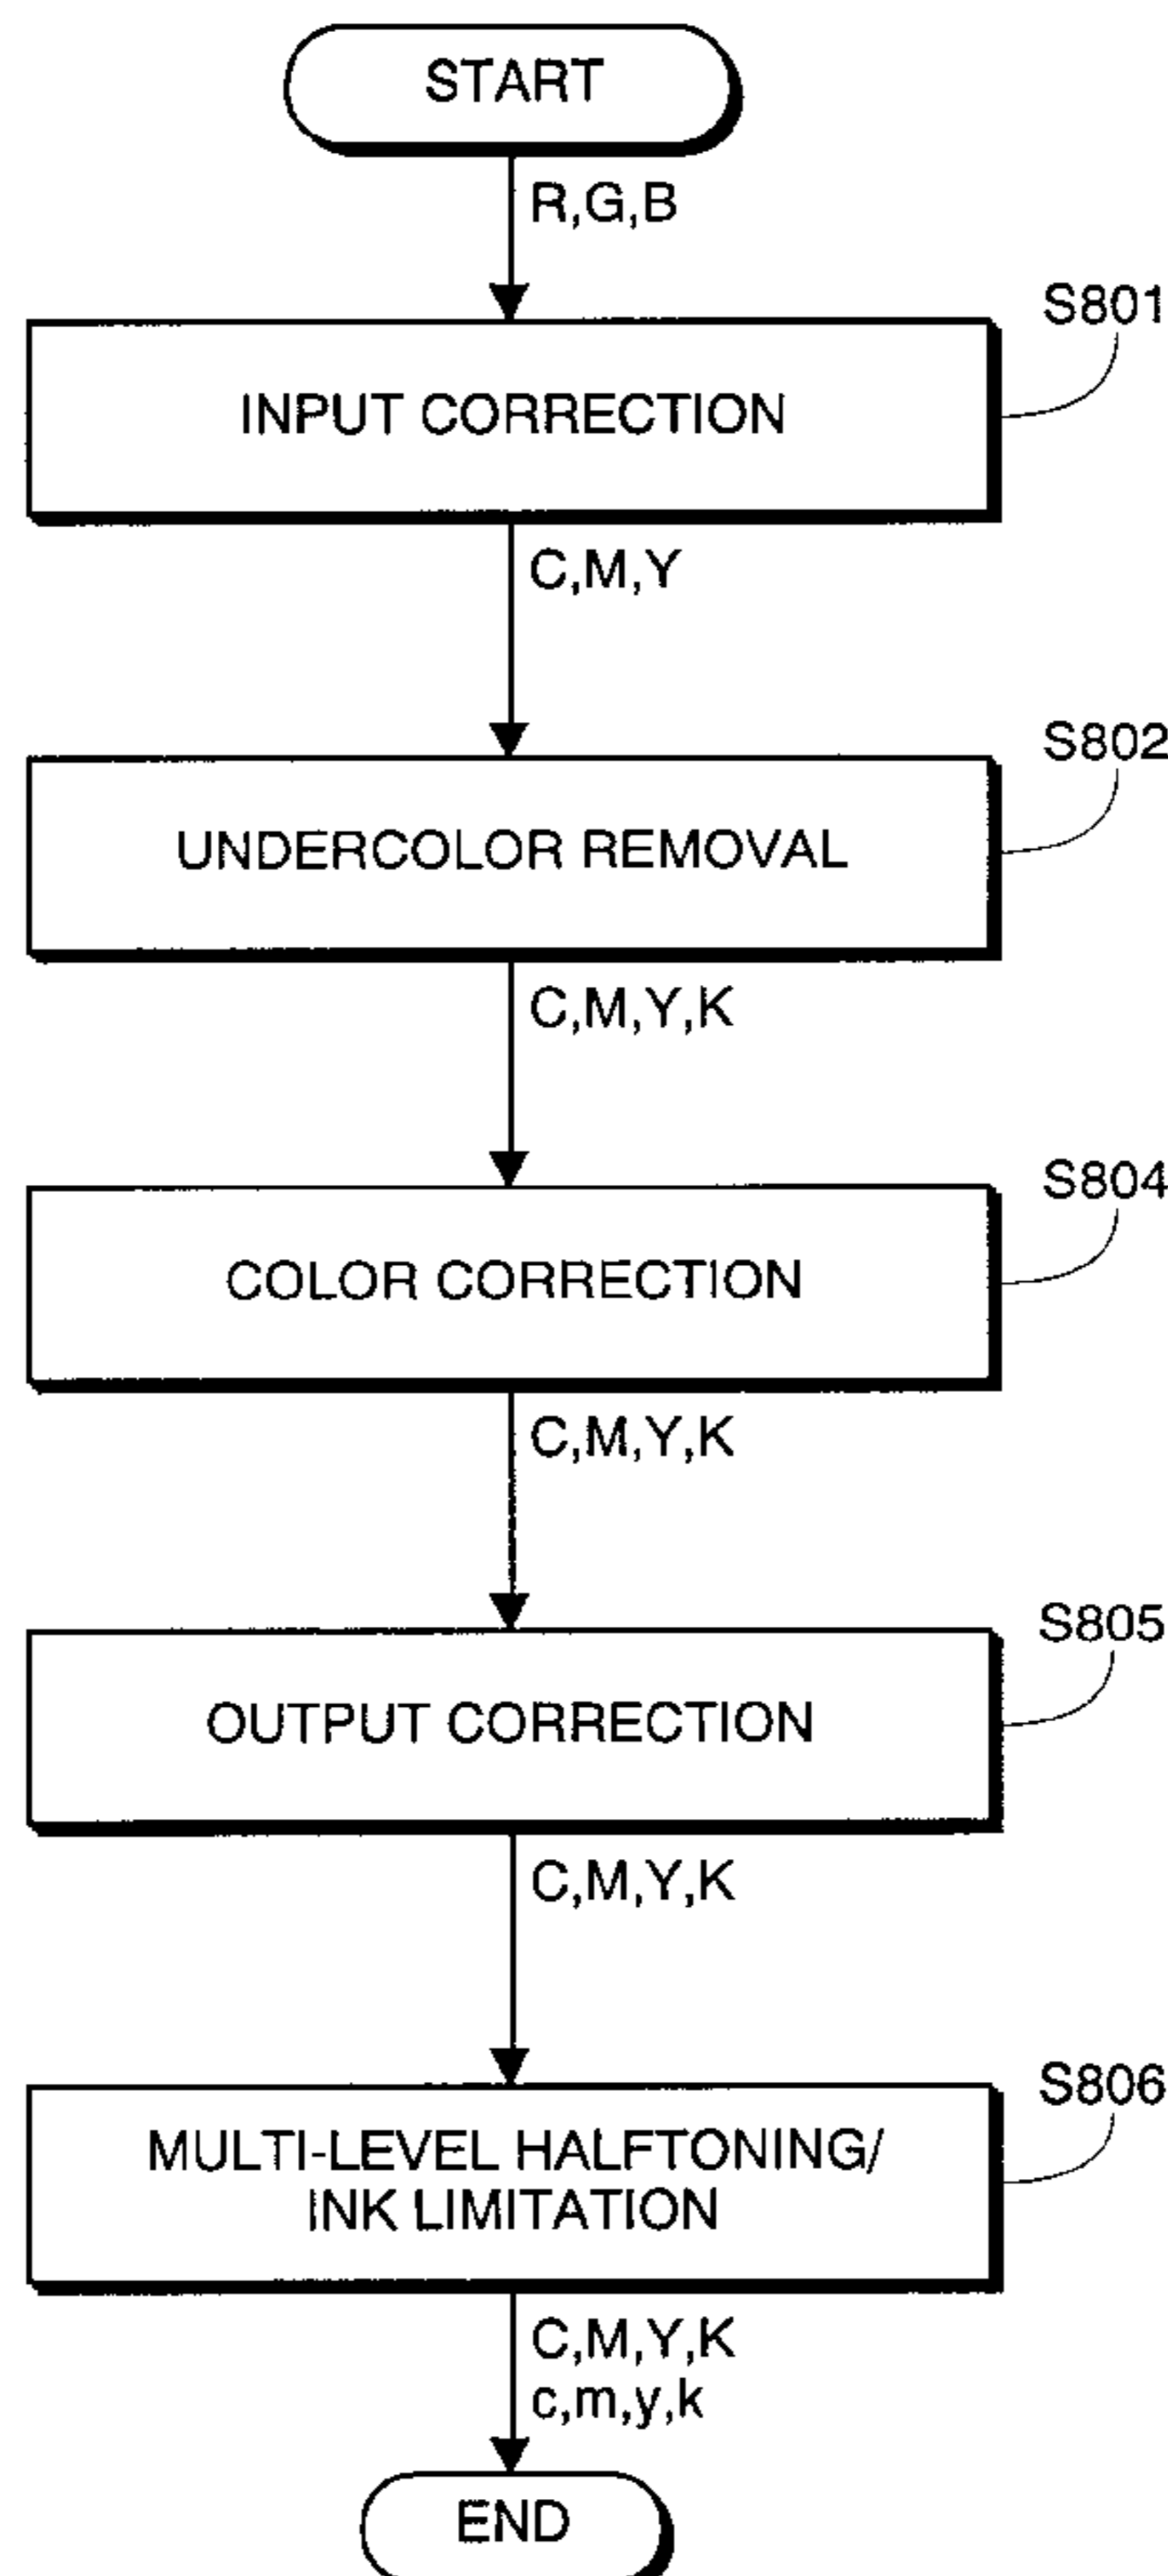 START
R,G,B
S801
INPUT CORRECTION
C,M,Y
S802
UNDERCOLOR REMOVAL
C,M,Y,K
S804
COLOR CORRECTION
C,M,Y,K
S805
OUTPUT CORRECTION
C,M,Y,K
S806
MULTI-LEVEL HALFTONING/
INK LIMITATION
C,M,Y,K
c,m,y,k
END